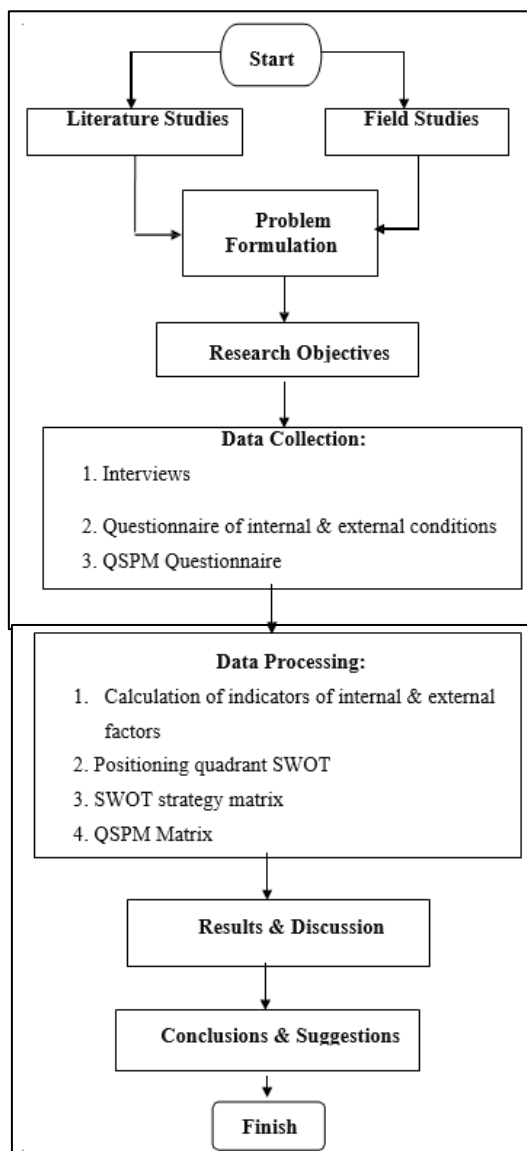 Start
Literature Studies
Field Studies
Problem
Formulation
Research Objectives
Data Collection:
1. Interviews
2. Questionnaire of internal & external conditions
3. QSPM Questionnaire
Data Processing:
1. Calculation of indicators of internal & external
factors
2. Positioning quadrant SWOT
3. SWOT strategy matrix
4. QSPM Matrix
Results & Discussion
Conclusions & Suggestions
Finish